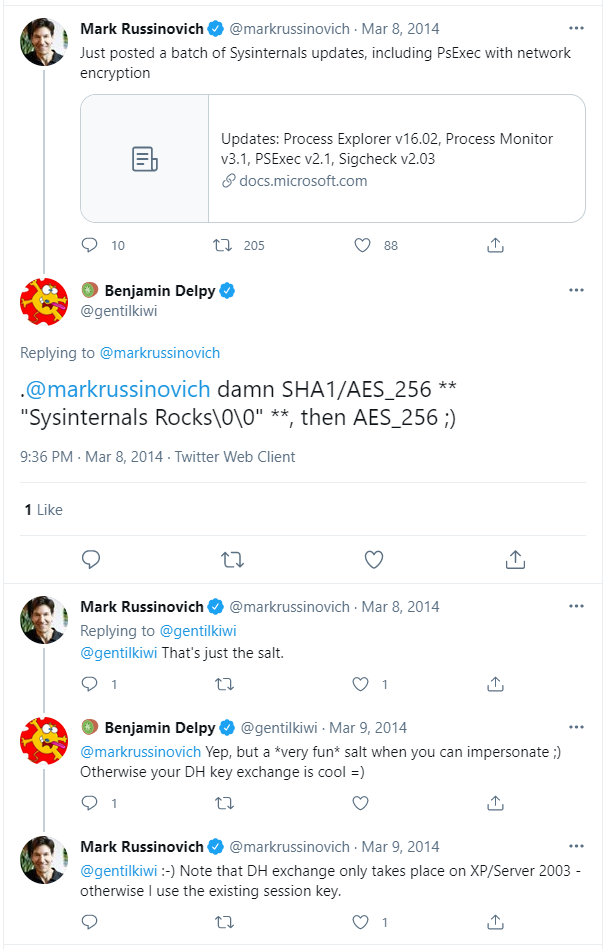 Mark Russinovich @markrussinovich · Mar 8, 2014
Just posted a batch of Sysinternals updates, including PsExec with network
encryption
Updates: Process Explorer v16.02, Process Monitor
v3.1, PSExec v2.1, Sigcheck v2.03
docs.microsoft.com
10 205 88
Benjamin Delpy
@gentilkiwi
Replying to @markrussinovich
.@markrussinovich damn SHA1/AES_256 **
"Sysinternals Rocks\0\0" **, then AES_256 ;)
9:36 PM · Mar 8, 2014 · Twitter Web Client
1 Like
Mark Russinovich @markrussinovich · Mar 8, 2014
Replying to @gentilkiwi
@gentilkiwi That's just the salt.
1 1
Benjamin Delpy @gentilkiwi · Mar 9, 2014
@markrussinovich Yep, but a *very fun* salt when you can impersonate ;)
Otherwise your DH key exchange is cool =)
1
Mark Russinovich @markrussinovich · Mar 9, 2014
@gentilkiwi :-) Note that DH exchange only takes place on XP/Server 2003 -
otherwise I use the existing session key.
1